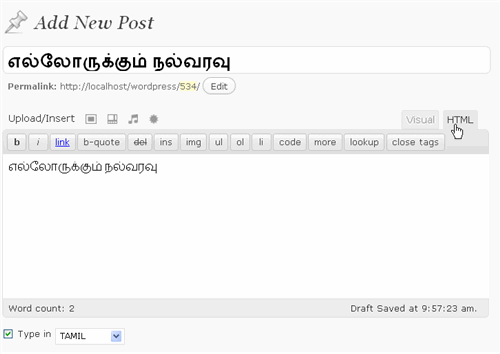 Add New Post
எல்லோருக்கும் நல்வரவு
Permalink: http://localhost/wordpress/534/ Edit
Upload/Insert Visual HTML
b i link b-quote del ins img ul ol li code more lookup close tags
எல்லோருக்கும் நல்வரவு
Word count: 2 Draft Saved at 9:57:23 am.
Type in TAMIL